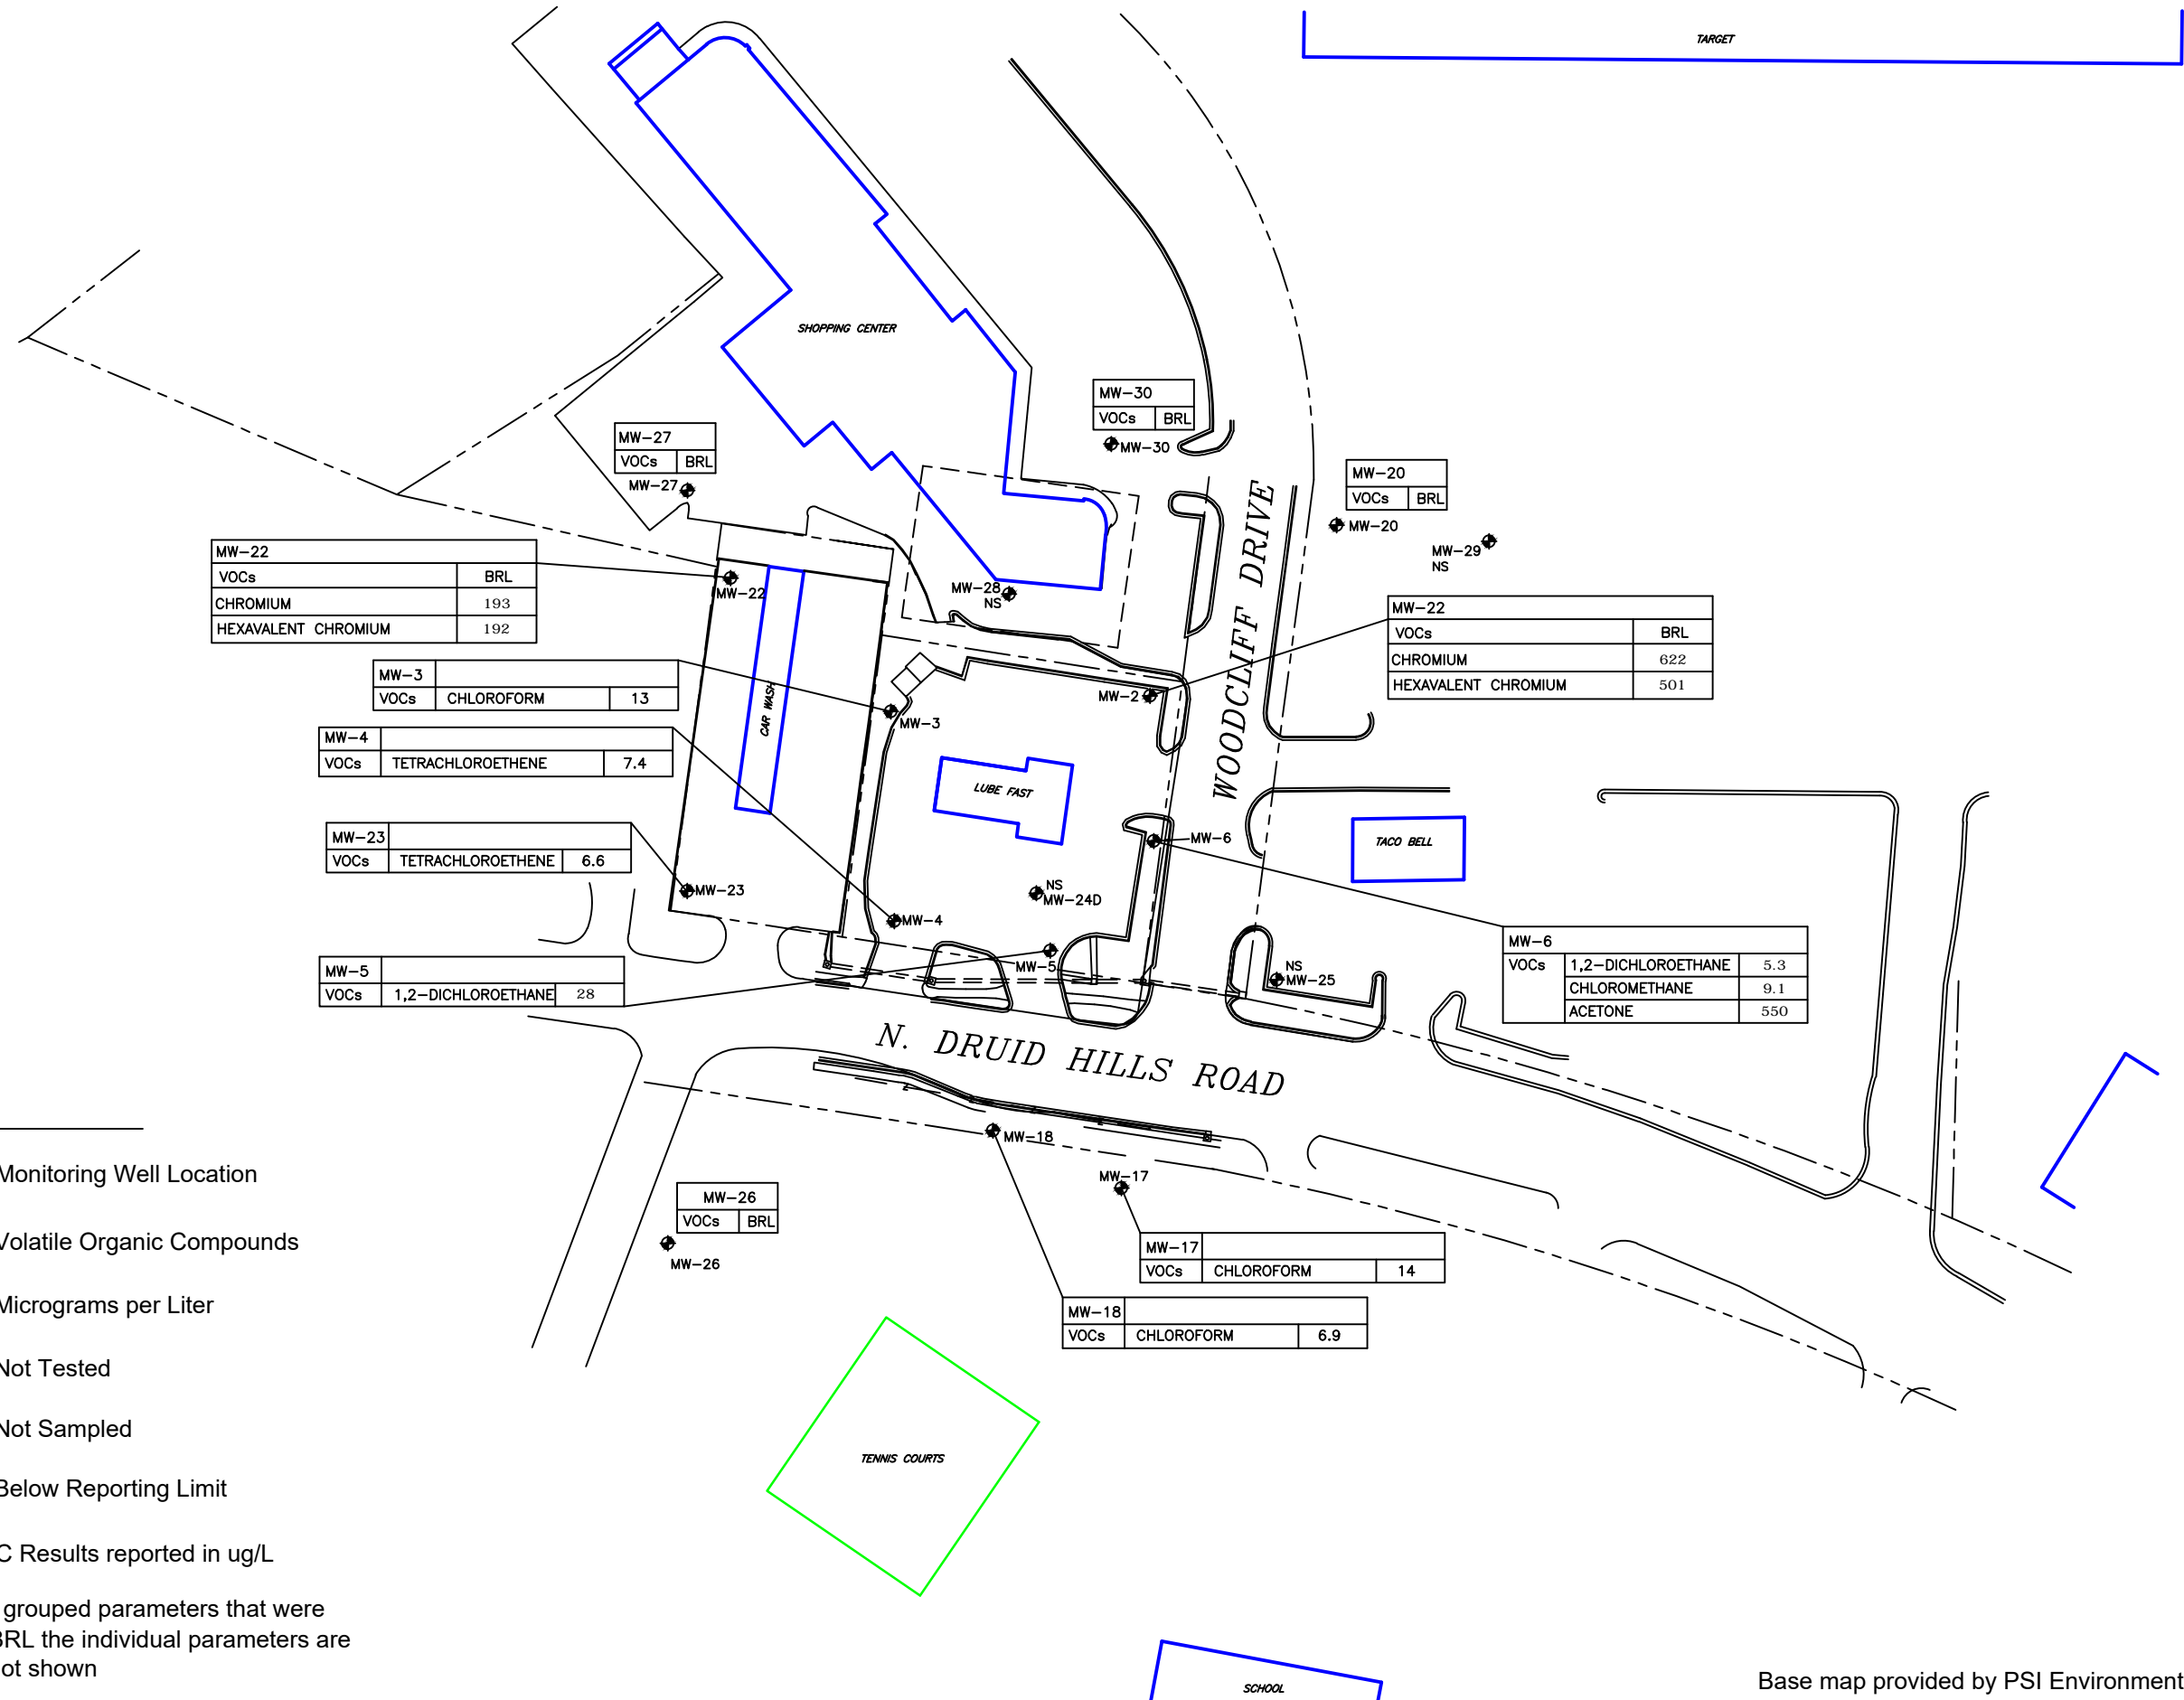 TARGET
SHOPPING CENTER
MW-30
VOCs BRL
MW-30
MW-27
VOCs BRL
MW-27
MW-20
VOCs BRL
MW-20
MW-29
NS
WOODCLIFF DRIVE
MW-22
VOCs BRL
CHROMIUM 193
HEXAVALENT CHROMIUM 192
MW-22
MW-28
NS
MW-22
VOCs BRL
CHROMIUM 622
HEXAVALENT CHROMIUM 501
MW-2
MW-3
VOCs CHLOROFORM 13
MW-3
CAR WASH
MW-4
VOCs TETRACHLOROETHENE 7.4
LUBE FAST
MW-23
VOCs TETRACHLOROETHENE 6.6
MW-6
TACO BELL
MW-23
NS
MW-24D
MW-4
MW-5
VOCs 1,2-DICHLOROETHANE 28
MW-5
NS
MW-25
MW-6
VOCs 1,2-DICHLOROETHANE 5.3
CHLOROMETHANE 9.1
ACETONE 550
N. DRUID HILLS ROAD
MW-18
MW-17
Monitoring Well Location
MW-26
VOCs BRL
MW-26
Volatile Organic Compounds
MW-17
VOCs CHLOROFORM 14
Micrograms per Liter
MW-18
VOCs CHLOROFORM 6.9
Not Tested
Not Sampled
TENNIS COURTS
Below Reporting Limit
C Results reported in ug/L
grouped parameters that were
BRL the individual parameters are
ot shown
SCHOOL
Base map provided by PSI Environment